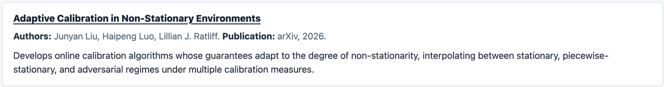 Adaptive Calibration in Non-Stationary Environments
Authors: Junyan Liu, Haipeng Luo, Lillian J. Ratliff. Publication: arXiv, 2026.
Develops online calibration algorithms whose guarantees adapt to the degree of non-stationarity, interpolating between stationary, piecewise-
stationary, and adversarial regimes under multiple calibration measures.